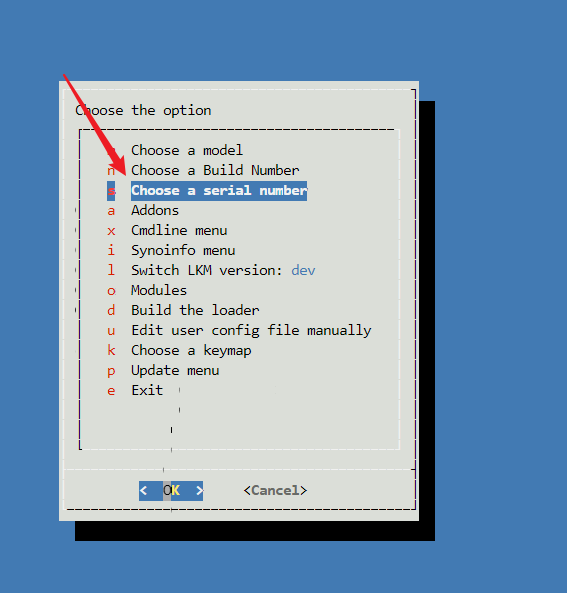 Choose the option
Choose a model
n Choose a Build Number
Choose a serial number
a Addons
x Cmdline menu
i Synoinfo menu
l Switch LKM version: dev
o Modules
d Build the loader
u Edit user config file manually
k Choose a keymap
p Update menu
e Exit
< OK > <Cancel>